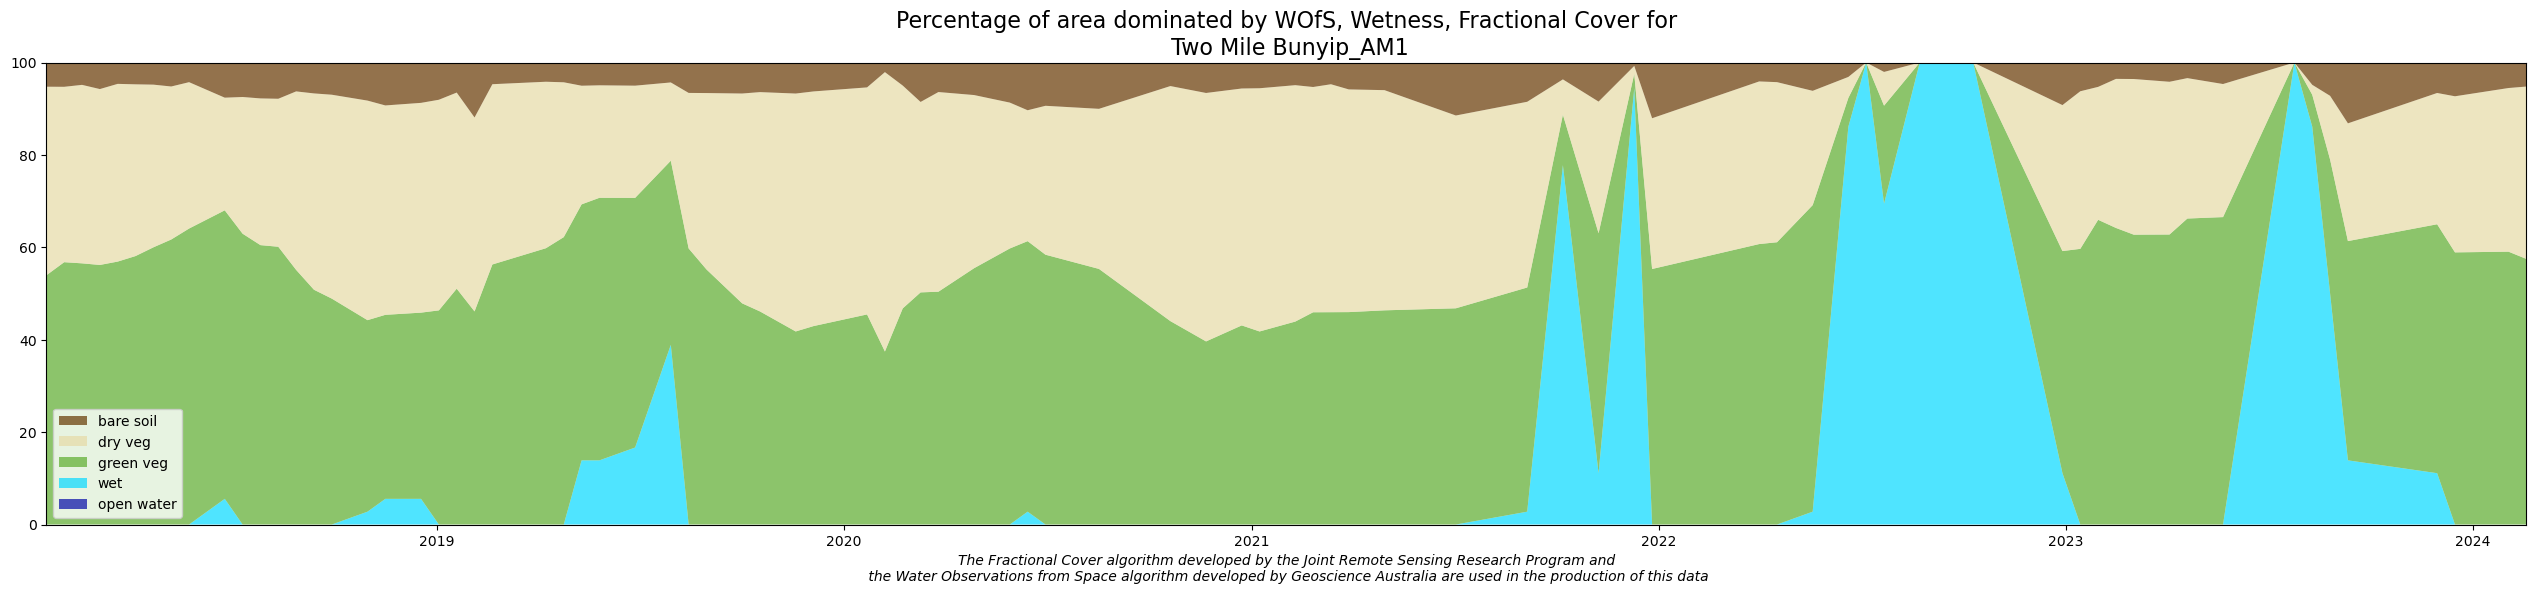 Percentage of area dominated by WOfS, Wetness, Fractional Cover for
Two Mile Bunyip_AM1
100
80
60
40
20
0
bare soil
dry veg
green veg
wet
open water
2019
2020
2021
2022
2023
2024
The Fractional Cover algorithm developed by the Joint Remote Sensing Research Program and
the Water Observations from Space algorithm developed by Geoscience Australia are used in the production of this data